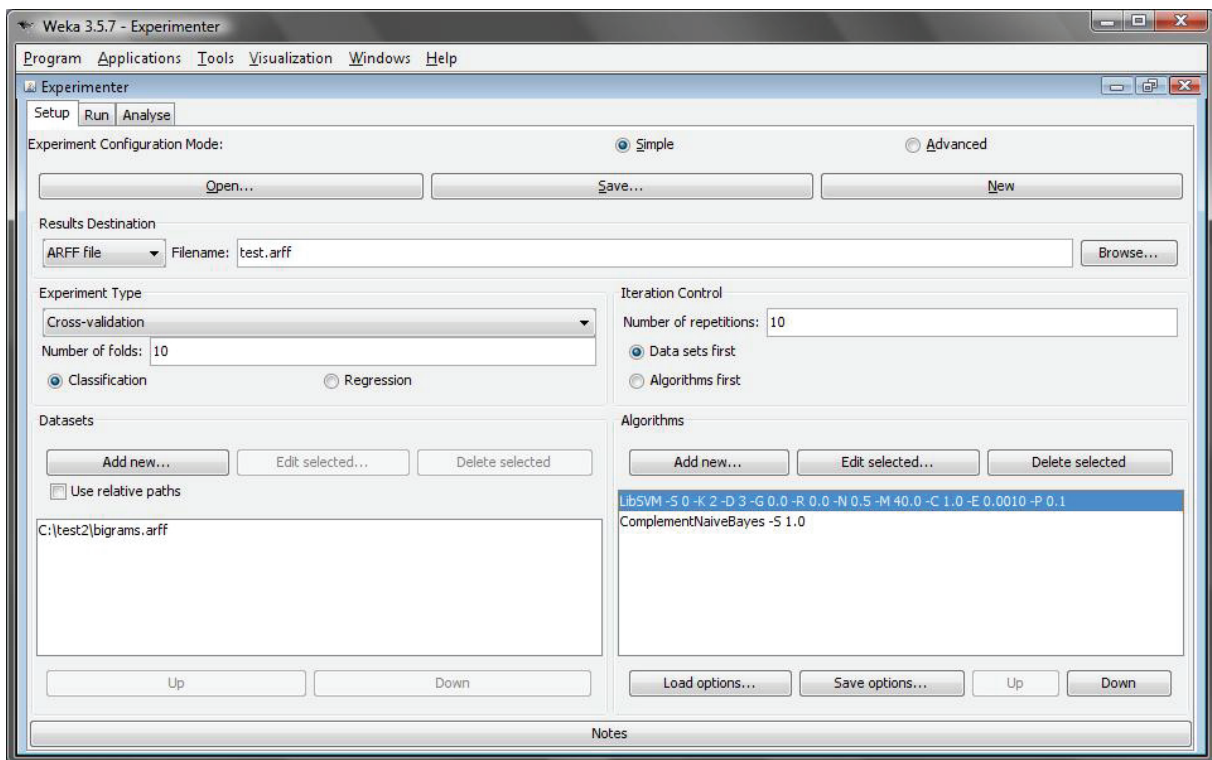 Weka 3.5.7 - Experimenter
Program Applications Tools Visualization Windows Help
Experimenter
Setup Run Analyse
Experiment Configuration Mode: Simple Advanced
Open... Save... New
Results Destination
ARFF file Filename: test.arff Browse...
Experiment Type
Cross-validation
Number of folds: 10
Classification Regression
Iteration Control
Number of repetitions: 10
Data sets first
Algorithms first
Datasets
Add new... Edit selected... Delete selected
Use relative paths
C:\test2\bigrams.arff
Up Down
Algorithms
Add new... Edit selected... Delete selected
LibSVM -S 0 -K 2 -D 3 -G 0.0 -R 0.0 -N 0.5 -M 40.0 -C 1.0 -E 0.0010 -P 0.1
ComplementNaiveBayes -S 1.0
Load options... Save options... Up Down
Notes